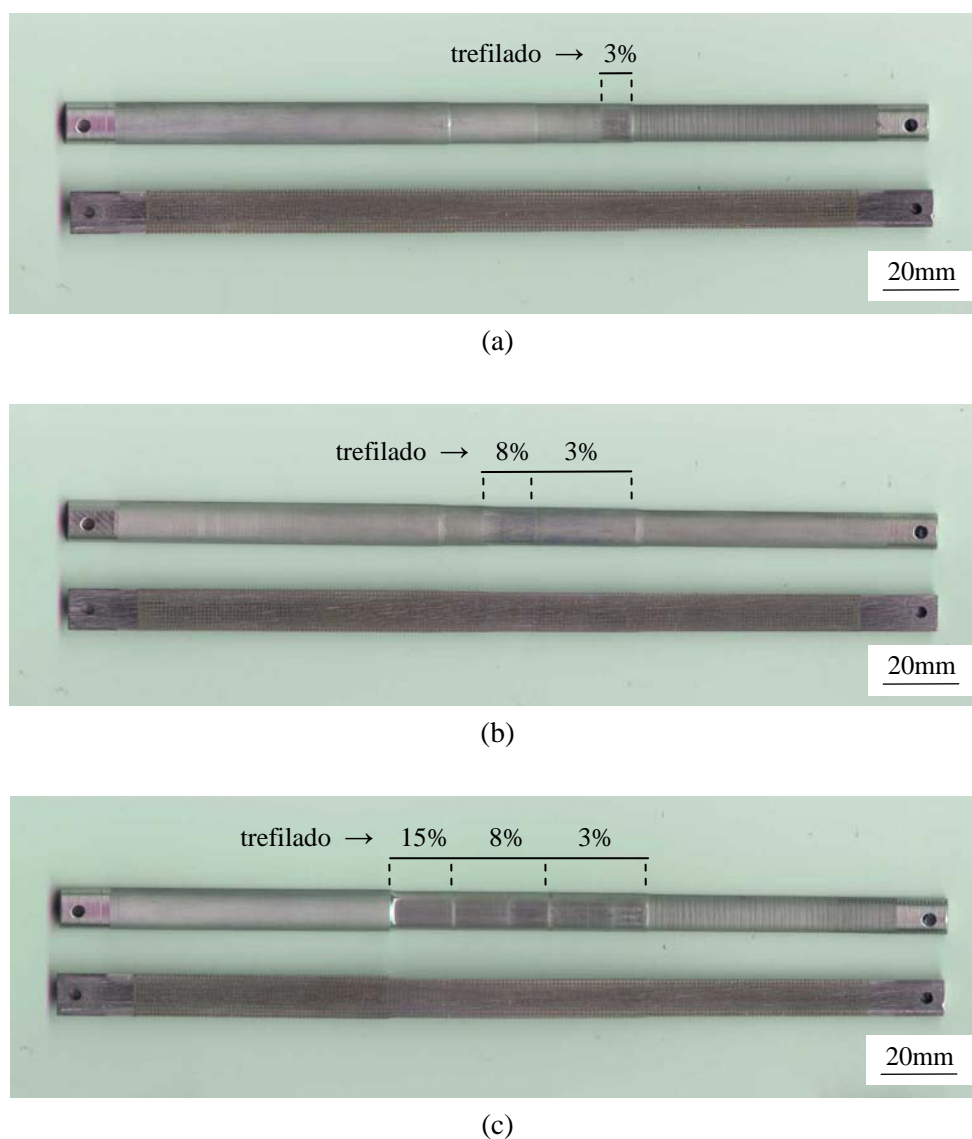 trefilado → 3%
20mm
(a)
trefilado → 8% 3%
20mm
(b)
trefilado → 15% 8% 3%
20mm
(c)